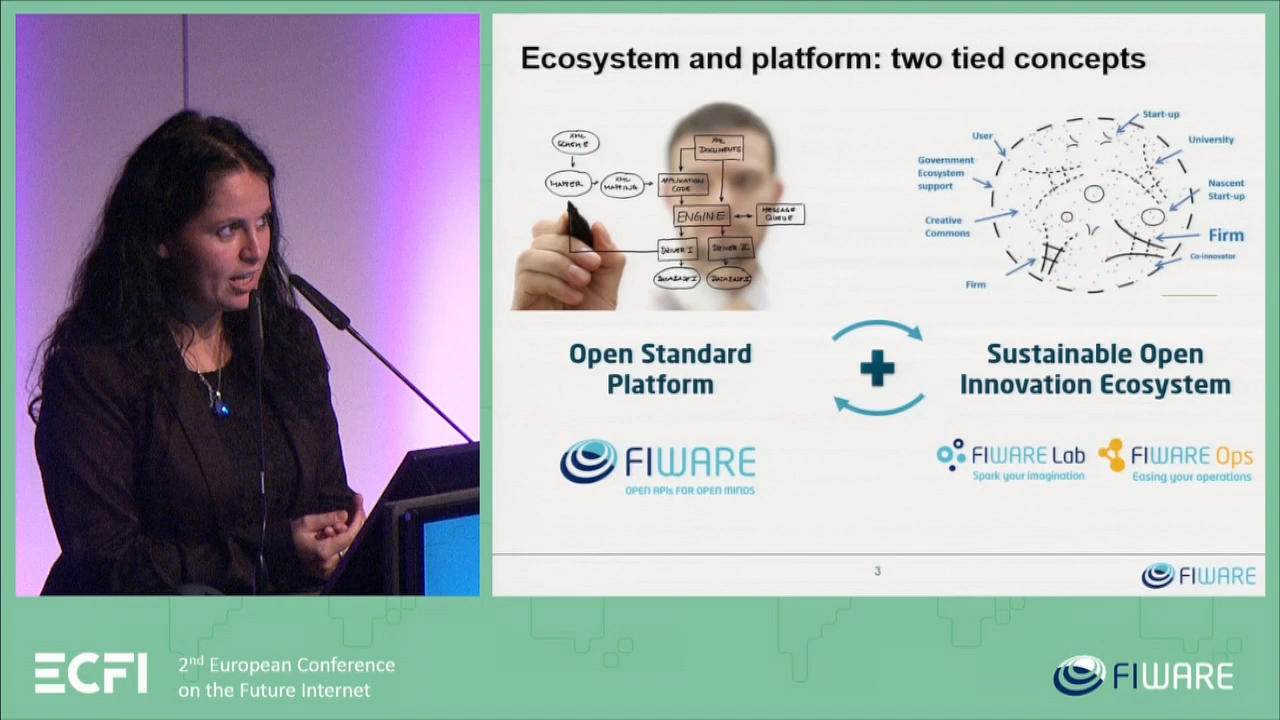 Ecosystem and platform: two tied concepts
XML
SCHEME
MAPPER
XML
MAPPING
XML
DOCUMENTS
APPLICATION
CODE
ENGINE
MESSAGE
QUEUE
DRIVER I
DRIVER II
DATABASE I
DATABASE I
Start-up
User
University
Government
Ecosystem
support
Nascent
Start-up
Creative
Commons
Firm
Co-innovator
Firm
Open Standard
Platform
Sustainable Open
Innovation Ecosystem
FIWARE
OPEN APIs FOR OPEN MINDS
FIWARE Lab
Spark your imagination
FIWARE Ops
Easing your operations
3
FIWARE
ECFI
2nd European Conference
on the Future Internet
FIWARE